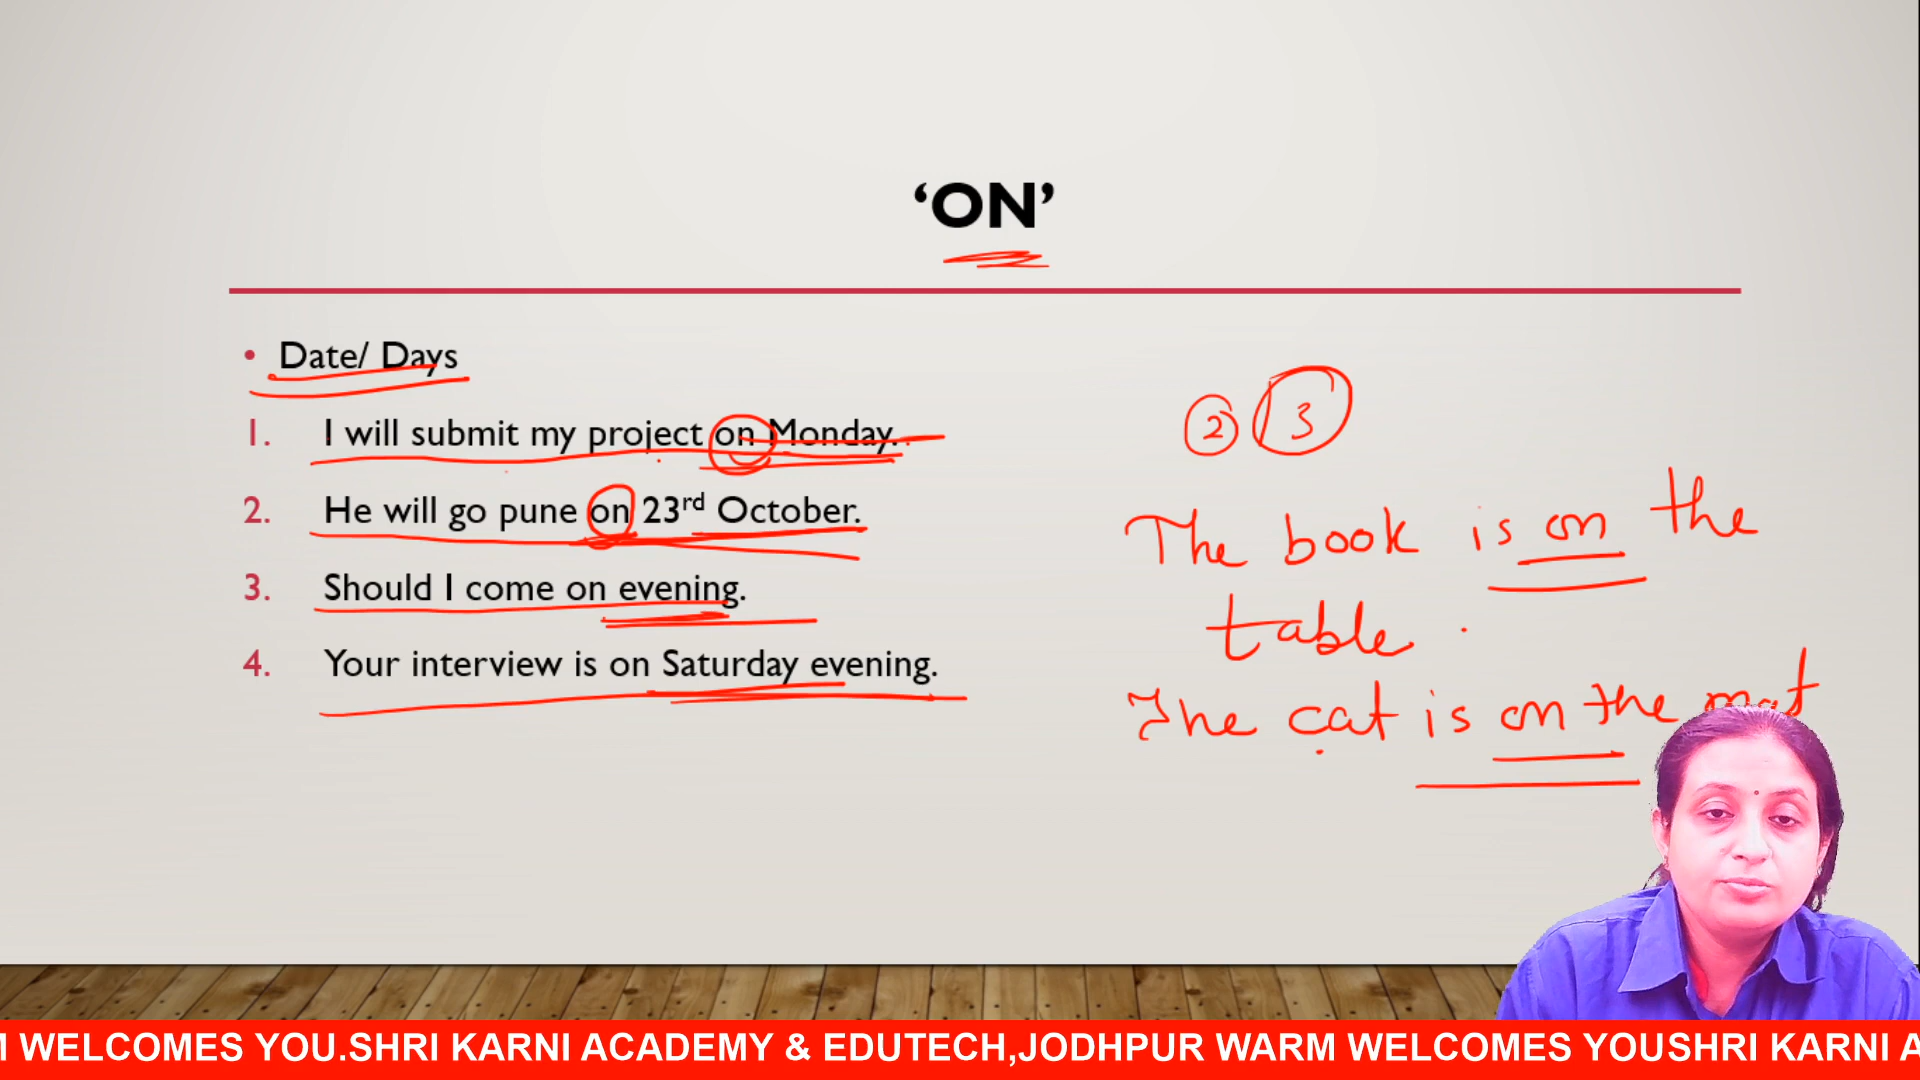 ‘ON’
• Date/ Days
1. I will submit my project on Monday.
2. He will go pune on 23rd October.
3. Should I come on evening.
4. Your interview is on Saturday evening.
2 3
The book is on the
table .
The cat is on the mat
WELCOMES YOU.SHRI KARNI ACADEMY & EDUTECH,JODHPUR WARM WELCOMES YOUSHRI KARNI